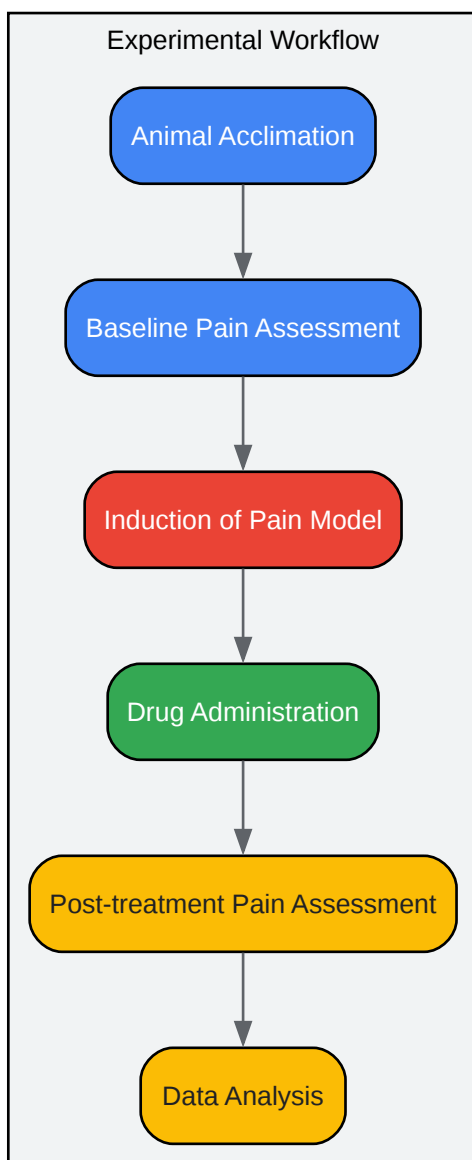 Experimental Workflow
Animal Acclimation
Baseline Pain Assessment
Induction of Pain Model
Drug Administration
Post-treatment Pain Assessment
Data Analysis